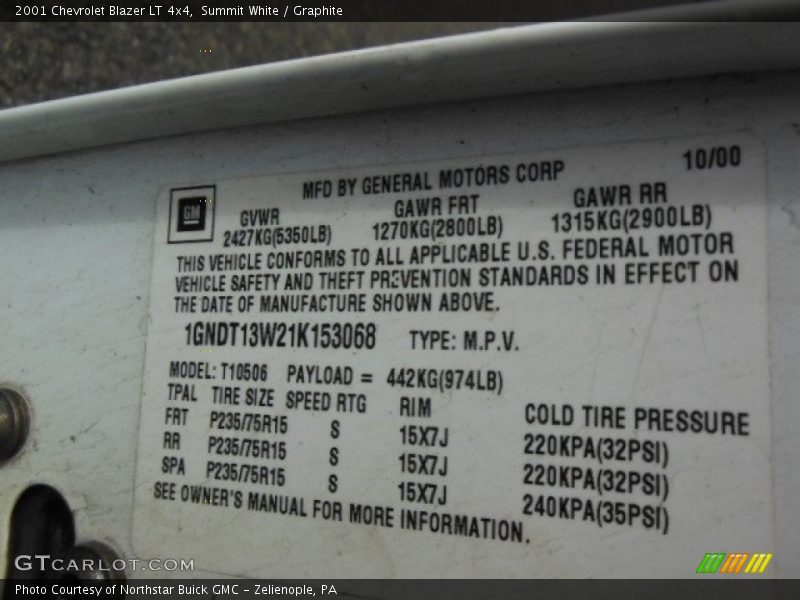 2001 Chevrolet Blazer LT 4x4, Summit White / Graphite
10/00
MFD BY GENERAL MOTORS CORP
GM
GVWR GAWR FRT GAWR RR
2427KG(5350LB) 1270KG(2800LB) 1315KG(2900LB)
THIS VEHICLE CONFORMS TO ALL APPLICABLE U.S. FEDERAL MOTOR
VEHICLE SAFETY AND THEFT PREVENTION STANDARDS IN EFFECT ON
THE DATE OF MANUFACTURE SHOWN ABOVE.
1GNDT13W21K153068 TYPE: M.P.V.
MODEL: T10506 PAYLOAD = 442KG(974LB)
TPAL TIRE SIZE SPEED RTG RIM COLD TIRE PRESSURE
FRT P235/75R15 S 15X7J 220KPA(32PSI)
RR P235/75R15 S 15X7J 220KPA(32PSI)
SPA P235/75R15 S 15X7J 240KPA(35PSI)
SEE OWNER'S MANUAL FOR MORE INFORMATION.
GTCARLOT.COM
Photo Courtesy of Northstar Buick GMC - Zelienople, PA